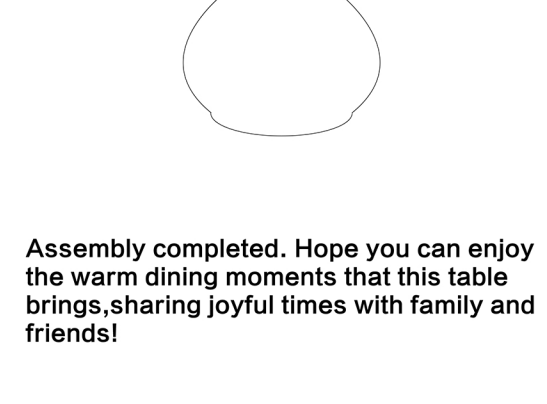 Assembly completed. Hope you can enjoy
the warm dining moments that this table
brings,sharing joyful times with family and
friends!